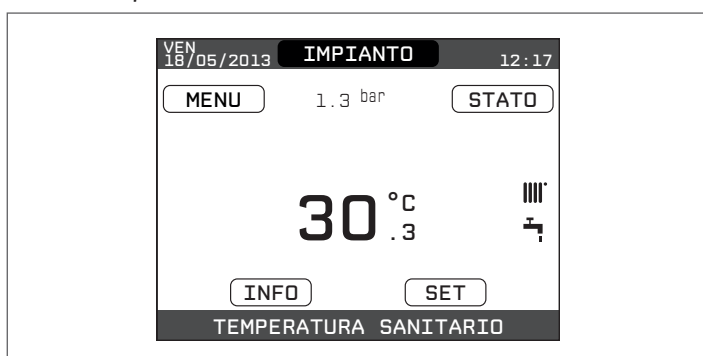 VEN
18/05/2013 IMPIANTO 12:17
MENU 1.3 bar STATO
30.3 °C
INFO SET
TEMPERATURA SANITARIO